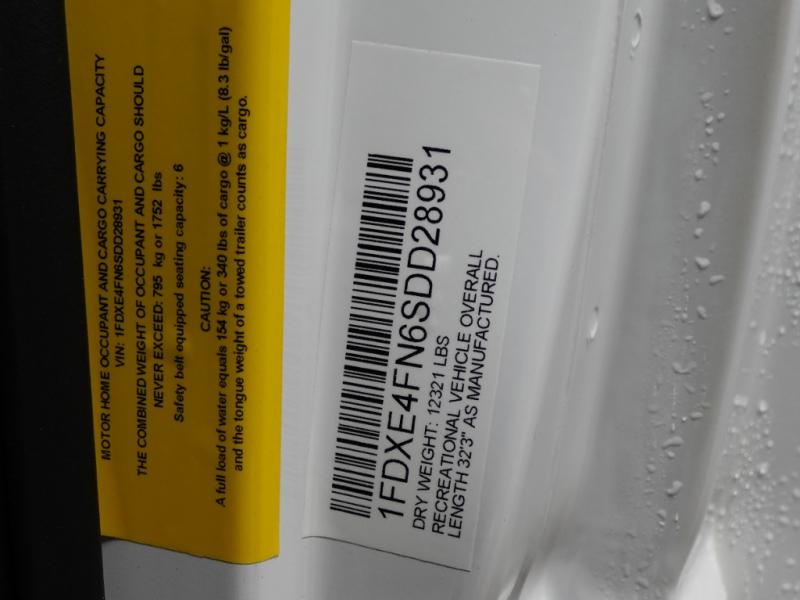 MOTOR HOME OCCUPANT AND CARGO CARRYING CAPACITY
VIN: 1FDXE4FN6SDD28931
THE COMBINED WEIGHT OF OCCUPANT AND CARGO SHOULD
NEVER EXCEED: 795 kg or 1752 lbs
Safety belt equipped seating capacity: 6
CAUTION:
A full load of water equals 154 kg or 340 lbs of cargo @ 1 kg/L (8.3 lb/gal)
and the tongue weight of a towed trailer counts as cargo.
1FDXE4FN6SDD28931
DRY WEIGHT: 12321 LBS
RECREATIONAL VEHICLE OVERALL
LENGTH 32'3" AS MANUFACTURED.